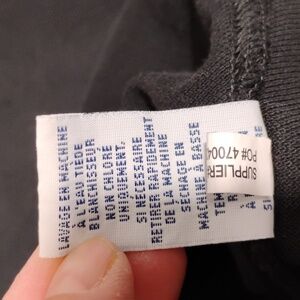 LAVAGE EN MACHINE
À L'EAU TIÈDE
BLANCHISSEUR
NON CHLORÉ
UNIQUEMENT,
SI NÉCESSAIRE
RETIRER RAPIDEMENT
DE LA MACHINE
SÉCHAGE EN
MACHINE À BASSE
SUPPLIER
PO# 4700